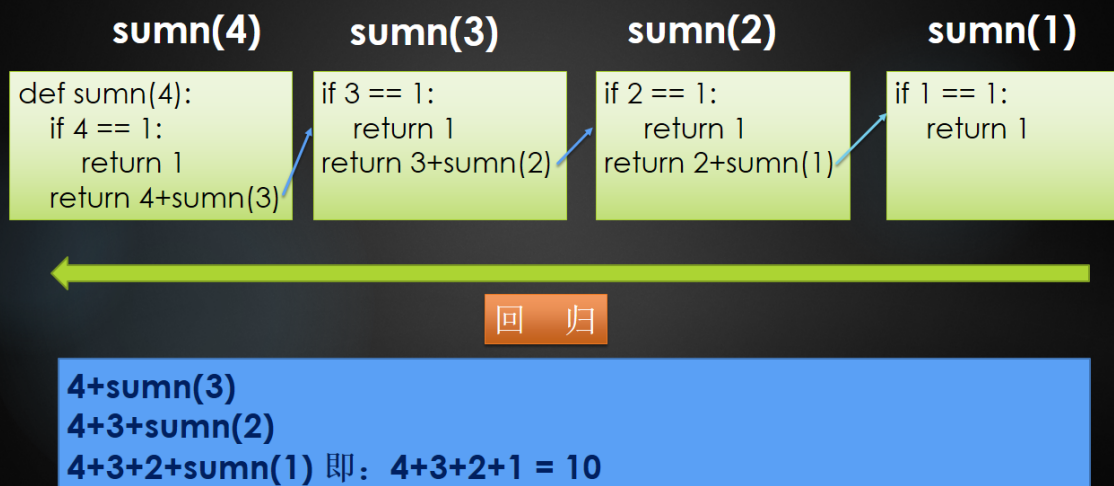 sumn(4) sumn(3) sumn(2) sumn(1)
def sumn(4):
if 4 == 1:
return 1
return 4+sumn(3)
if 3 == 1:
return 1
return 3+sumn(2)
if 2 == 1:
return 1
return 2+sumn(1)
if 1 == 1:
return 1
回 归
4+sumn(3)
4+3+sumn(2)
4+3+2+sumn(1) 即：4+3+2+1 = 10